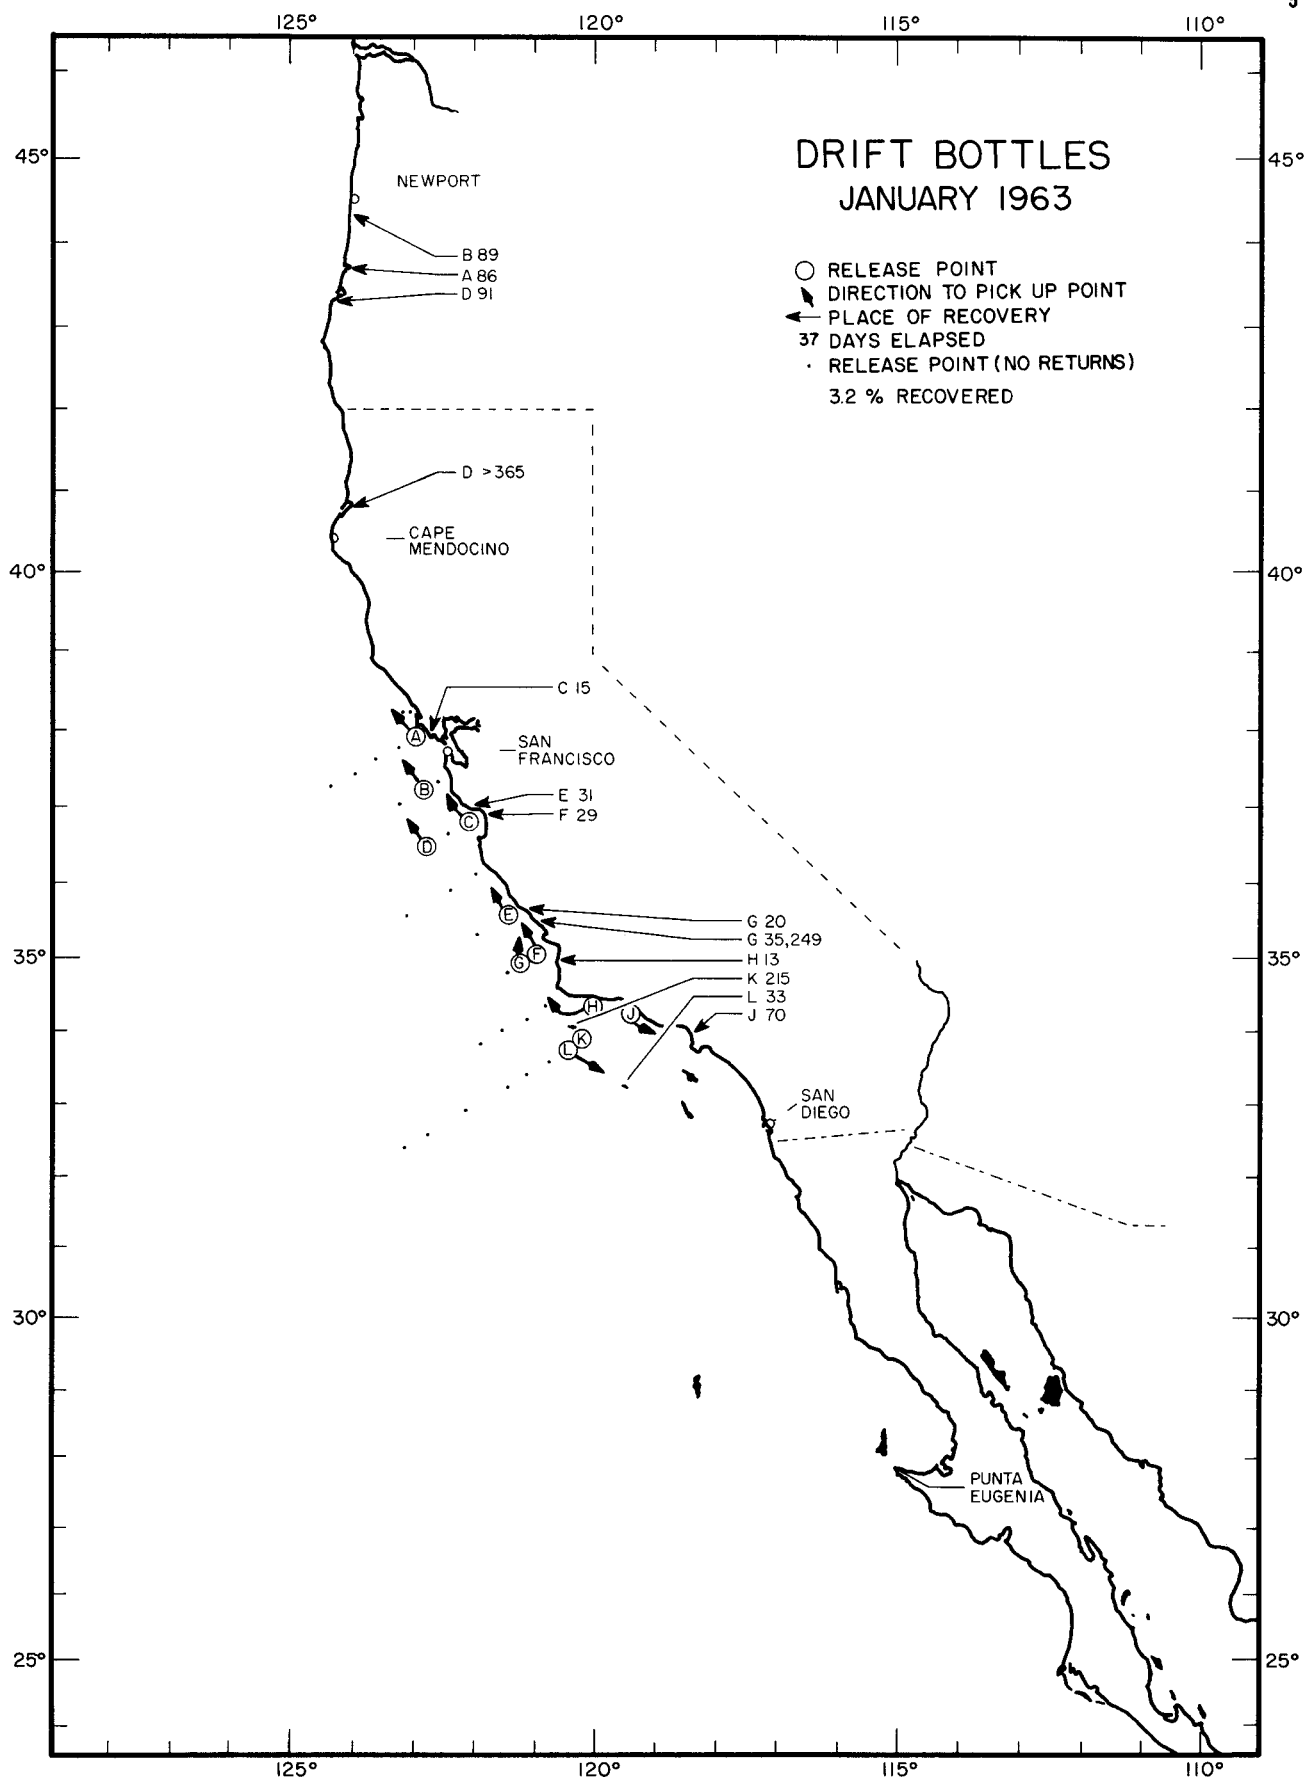 125° 120° 115° 110°
45° 45°
DRIFT BOTTLES
JANUARY 1963
NEWPORT
B 89
A 86
D 91
RELEASE POINT
DIRECTION TO PICK UP POINT
PLACE OF RECOVERY
37 DAYS ELAPSED
RELEASE POINT (NO RETURNS)
3.2 % RECOVERED
D >365
CAPE
MENDOCINO
40° 40°
C 15
A
SAN
FRANCISCO
B
E 31
F 29
C
D
E
G 20
G 35,249
F
G
35° H 13 35°
K 215
L 33
H
J
J 70
K
L
SAN
DIEGO
30° 30°
PUNTA
EUGENIA
25° 25°
125° 120° 115° 110°